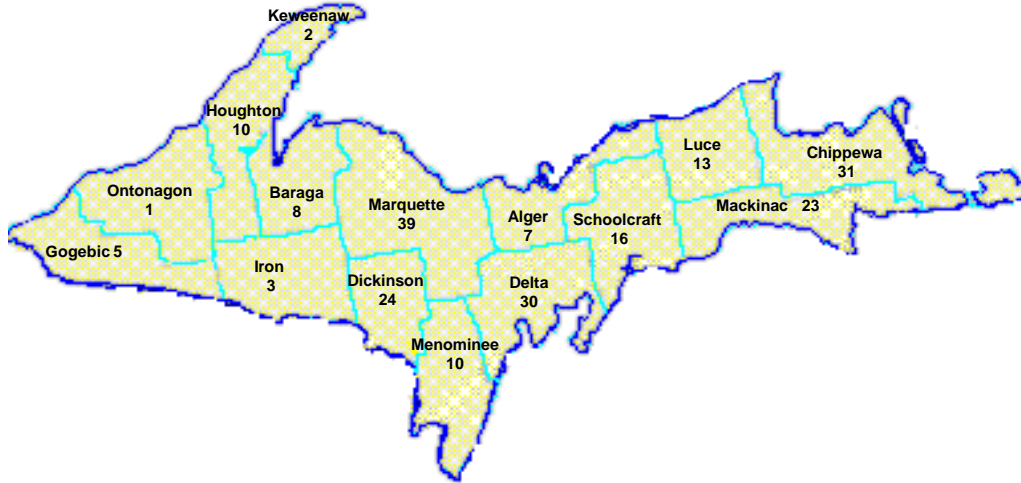 Keweenaw
2
Houghton
10
Luce
13
Chippewa
31
Ontonagon
1
Baraga
8
Marquette
39
Alger
7
Schoolcraft
16
Mackinac 23
Gogebic 5
Iron
3
Dickinson
24
Delta
30
Menominee
10